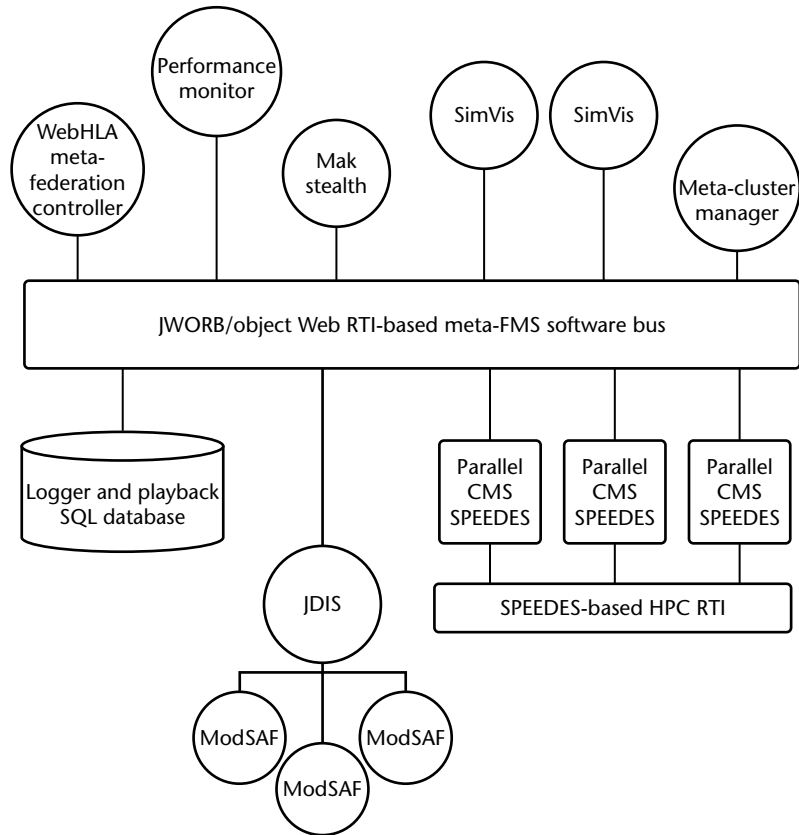 Performance
monitor
WebHLA
meta-
federation
controller
Mak
stealth
SimVis
SimVis
Meta-cluster
manager
JWORB/object Web RTI-based meta-FMS software bus
Logger and playback
SQL database
Parallel
CMS
SPEEDES
Parallel
CMS
SPEEDES
Parallel
CMS
SPEEDES
JDIS
SPEEDES-based HPC RTI
ModSAF
ModSAF
ModSAF